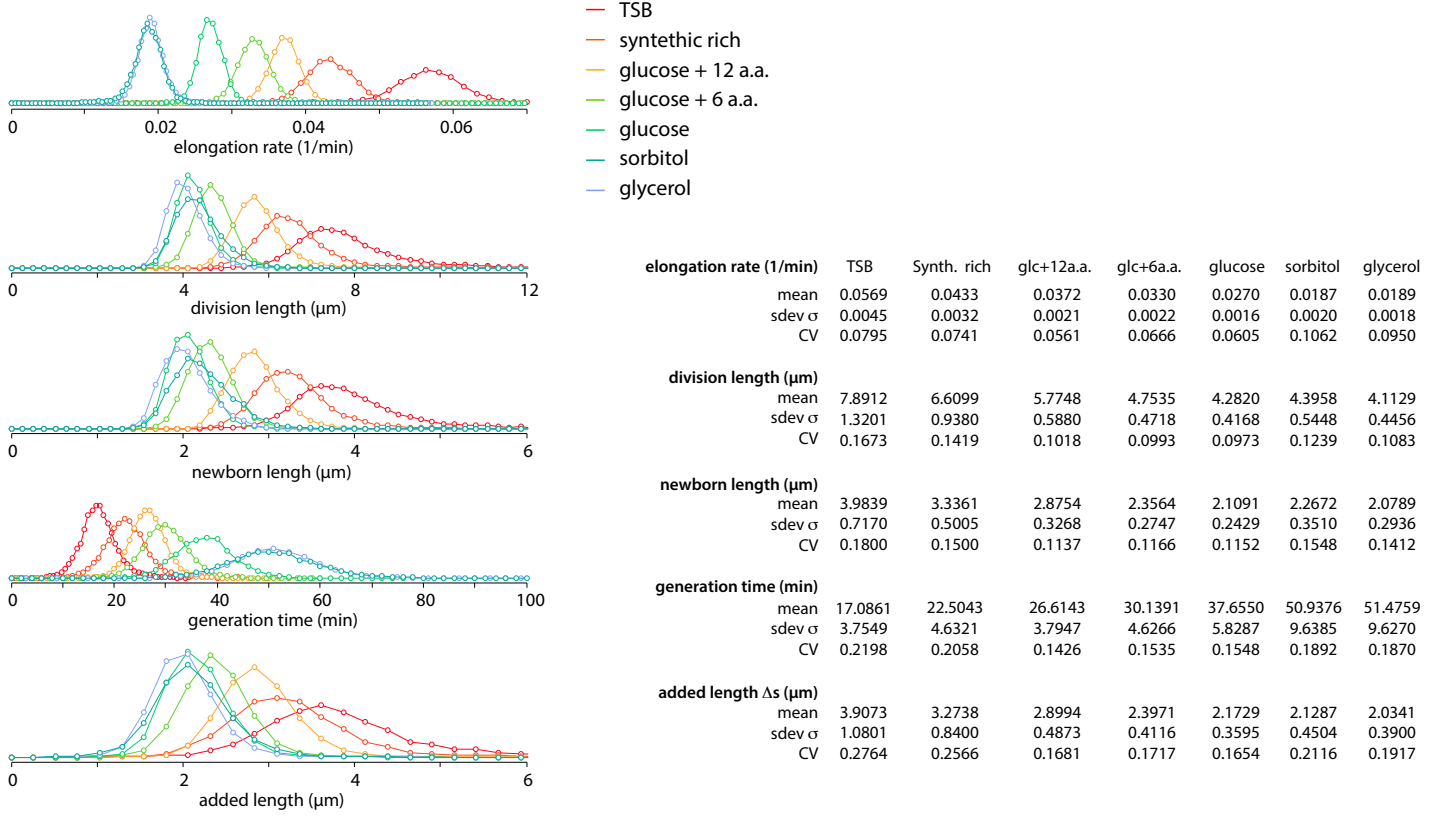 TSB
syntethic rich
glucose + 12 a.a.
glucose + 6 a.a.
glucose
sorbitol
glycerol
0 0.02 0.04 0.06
elongation rate (1/min)
0 4 8 12
division length (μm)
0 2 4 6
newborn lengh (μm)
0 20 40 60 80 100
generation time (min)
0 2 4 6
added length (μm)
elongation rate (1/min) TSB Synth. rich glc+12a.a. glc+6a.a. glucose sorbitol glycerol
mean 0.0569 0.0433 0.0372 0.0330 0.0270 0.0187 0.0189
sdev σ 0.0045 0.0032 0.0021 0.0022 0.0016 0.0020 0.0018
CV 0.0795 0.0741 0.0561 0.0666 0.0605 0.1062 0.0950
division length (μm)
mean 7.8912 6.6099 5.7748 4.7535 4.2820 4.3958 4.1129
sdev σ 1.3201 0.9380 0.5880 0.4718 0.4168 0.5448 0.4456
CV 0.1673 0.1419 0.1018 0.0993 0.0973 0.1239 0.1083
newborn length (μm)
mean 3.9839 3.3361 2.8754 2.3564 2.1091 2.2672 2.0789
sdev σ 0.7170 0.5005 0.3268 0.2747 0.2429 0.3510 0.2936
CV 0.1800 0.1500 0.1137 0.1166 0.1152 0.1548 0.1412
generation time (min)
mean 17.0861 22.5043 26.6143 30.1391 37.6550 50.9376 51.4759
sdev σ 3.7549 4.6321 3.7947 4.6266 5.8287 9.6385 9.6270
CV 0.2198 0.2058 0.1426 0.1535 0.1548 0.1892 0.1870
added length Δs (μm)
mean 3.9073 3.2738 2.8994 2.3971 2.1729 2.1287 2.0341
sdev σ 1.0801 0.8400 0.4873 0.4116 0.3595 0.4504 0.3900
CV 0.2764 0.2566 0.1681 0.1717 0.1654 0.2116 0.1917